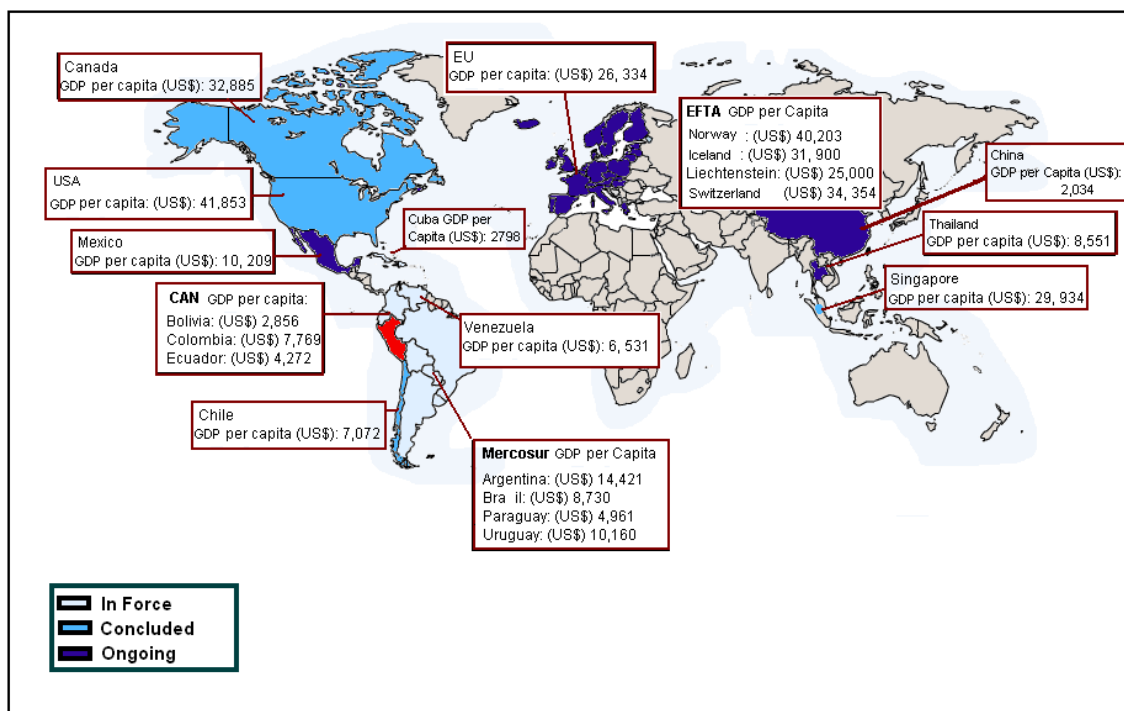 Canada
GDP per capita (US$): 32,885
EU
GDP per capita: (US$) 26, 334
EFTA GDP per Capita
Norway : (US$) 40,203
Iceland : (US$) 31, 900
Liechtenstein: (US$) 25,000
Switzerland (US$) 34, 354
China
GDP per Capita (US$):
2,034
USA
GDP per capita: (US$) : 41,853
Cuba GDP per
Capita (US$): 2798
Thailand
GDP per capita (US$) : 8,551
Mexico
GDP per capita (US$) : 10, 209
Singapore
GDP per capita (US$) : 29, 934
CAN GDP per capita:
Bolivia: (US$) 2,856
Colombia: (US$) 7,769
Ecuador: (US$) 4,272
Venezuela
GDP per capita (US$) : 6, 531
Chile
GDP per capita (US$): 7,072
Mercosur GDP per Capita
Argentina: (US$) 14,421
Bra il: (US$) 8,730
Paraguay: (US$) 4,961
Uruguay: (US$) 10,160
In Force
Concluded
Ongoing